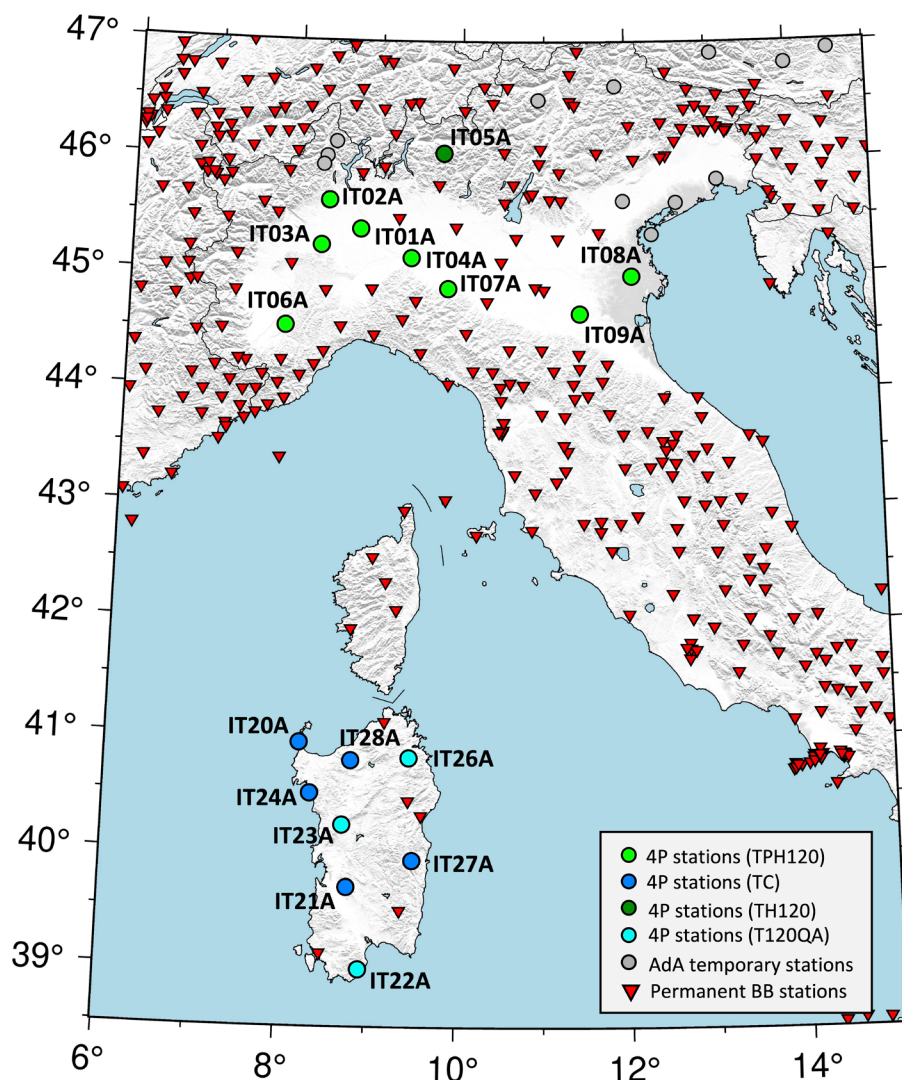 47°
46°
IT05A
IT02A
IT03A
IT01A
IT08A
45°
IT04A
IT07A
IT06A
IT09A
44°
43°
42°
41°
IT20A
IT28A
IT26A
IT24A
40°
IT23A
IT27A
IT21A
39°
IT22A
4P stations (TPH120)
4P stations (TC)
4P stations (TH120)
4P stations (T120QA)
AdA temporary stations
Permanent BB stations
6°
8°
10°
12°
14°